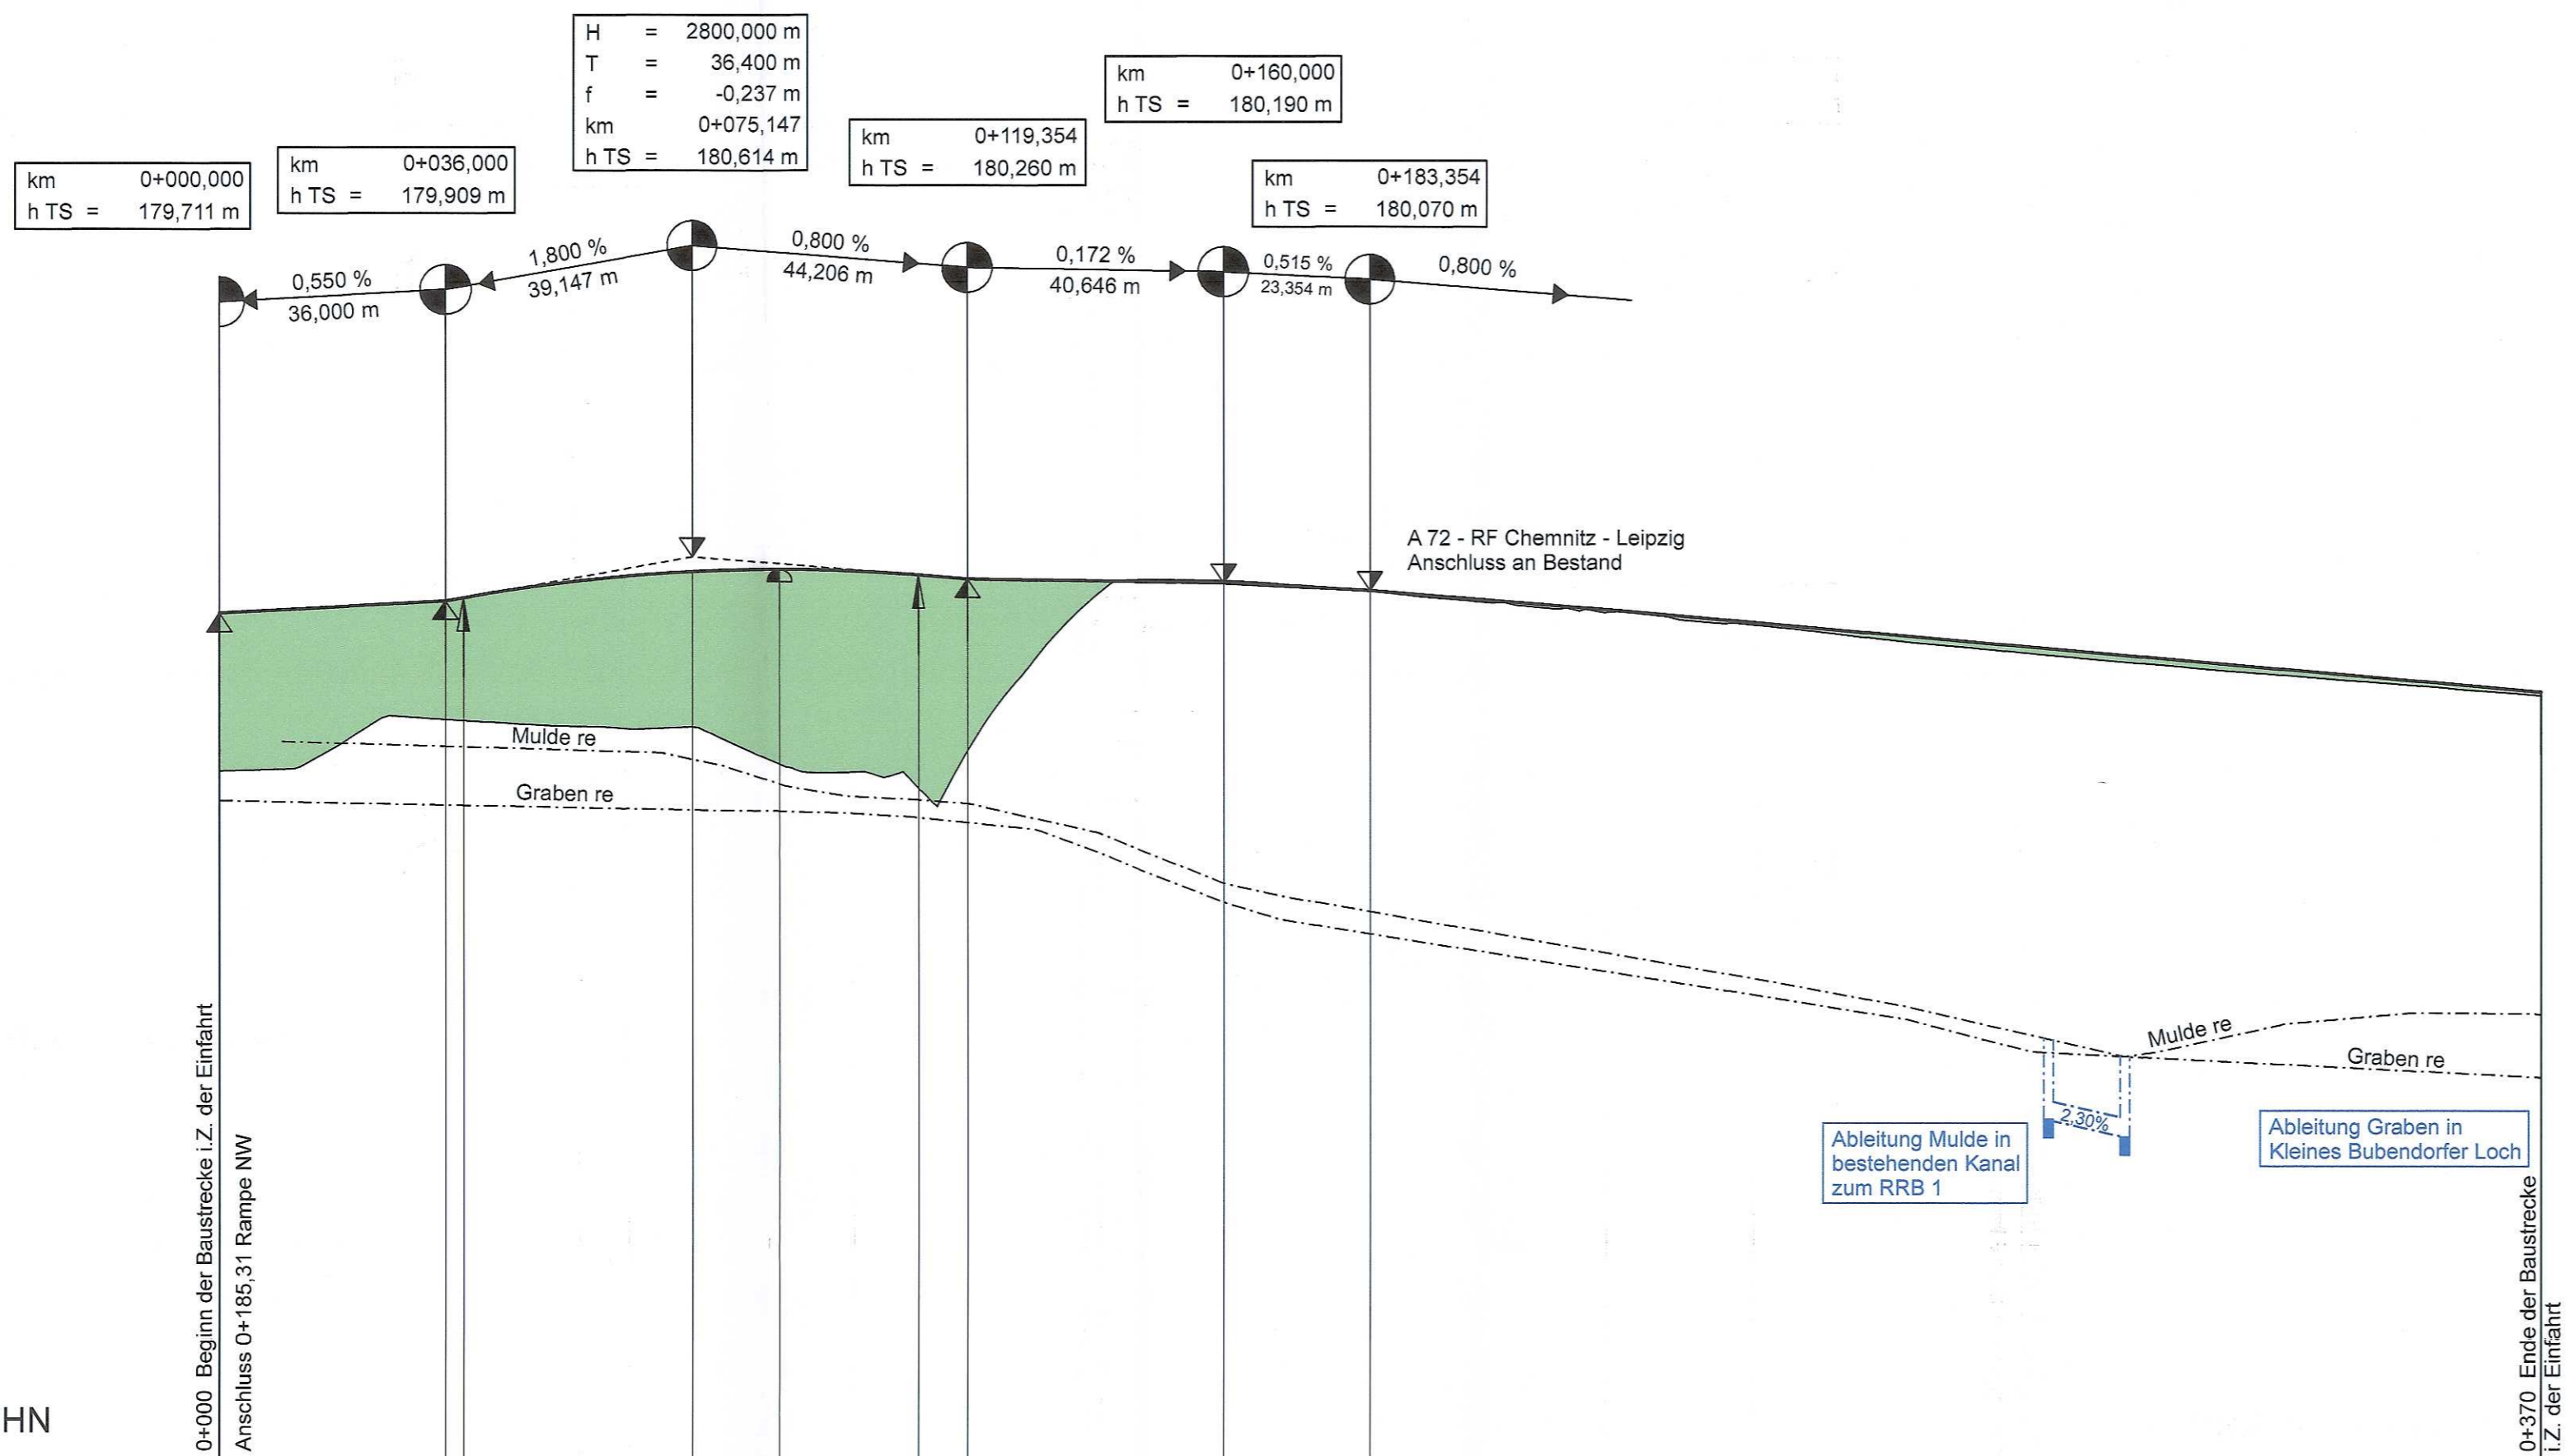 H = 2800,000 m
T = 36,400 m
f = -0,237 m
km 0+075,147
h TS = 180,614 m
km 0+160,000
h TS = 180,190 m
km 0+119,354
h TS = 180,260 m
km 0+036,000
h TS = 179,909 m
km 0+000,000
h TS = 179,711 m
km 0+183,354
h TS = 180,070 m
0,550 %
36,000 m
1,800 %
39,147 m
0,800 %
44,206 m
0,172 %
40,646 m
0,515 %
23,354 m
0,800 %
A 72 - RF Chemnitz - Leipzig
Anschluss an Bestand
Mulde re
Graben re
Mulde re
Graben re
2,30%
Ableitung Mulde in
bestehenden Kanal
zum RRB 1
Ableitung Graben in
Kleines Bubendorfer Loch
0+000 Beginn der Baustrecke i.Z. der Einfahrt
Anschluss 0+185,31 Rampe NW
0+370 Ende der Baustrecke
i.Z. der Einfahrt
HN